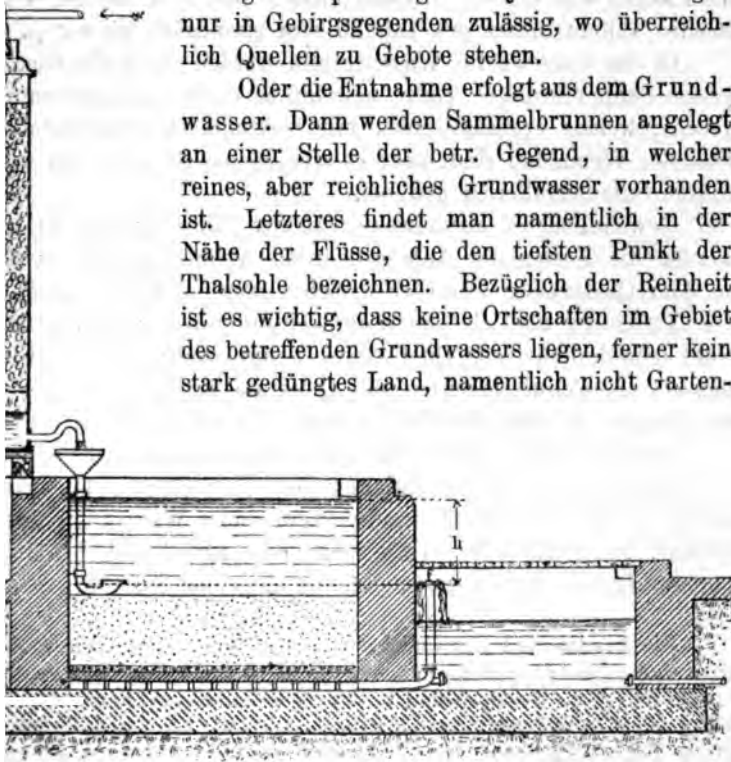 nur in Gebirgsgegenden zulässig, wo überreich-
lich Quellen zu Gebote stehen.
Oder die Entnahme erfolgt aus dem Grund-
wasser. Dann werden Sammelbrunnen angelegt
an einer Stelle der betr. Gegend, in welcher
reines, aber reichliches Grundwasser vorhanden
ist. Letzteres findet man namentlich in der
Nähe der Flüsse, die den tiefsten Punkt der
Thalsohle bezeichnen. Bezüglich der Reinheit
ist es wichtig, dass keine Ortschaften im Gebiet
des betreffenden Grundwassers liegen, ferner kein
stark gedüngtes Land, namentlich nicht Garten-
h